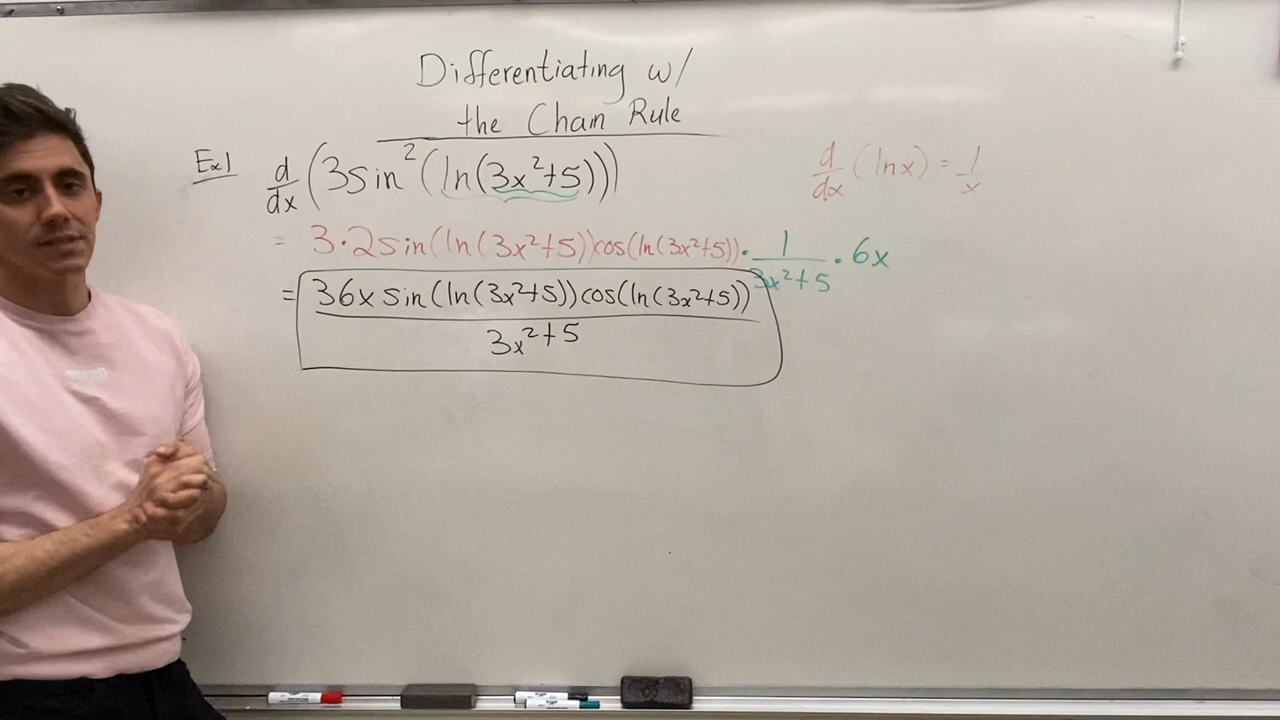 Differentiating w/
the Chain Rule
Ex1 d/dx (3sin²(ln(3x²+5)))
d/dx (lnx) = 1/x
= 3·2sin(ln(3x²+5))cos(ln(3x²+5))· 1/(3x²+5) · 6x
= 36x sin(ln(3x²+5))cos(ln(3x²+5))
3x²+5